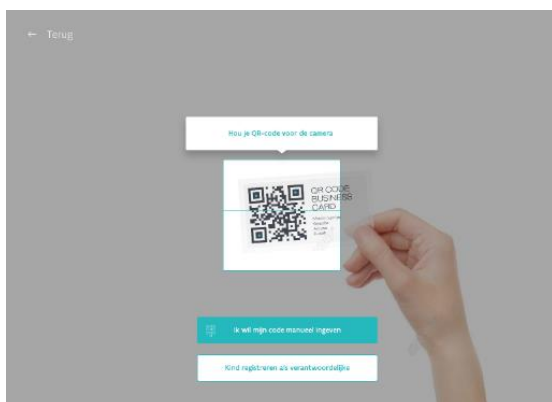 ← Terug
Hou je QR-code voor de camera
QR CODE
BUSINESS
CARD
Ik wil mijn code manueel ingeven
Kind registreren als verantwoordelijke